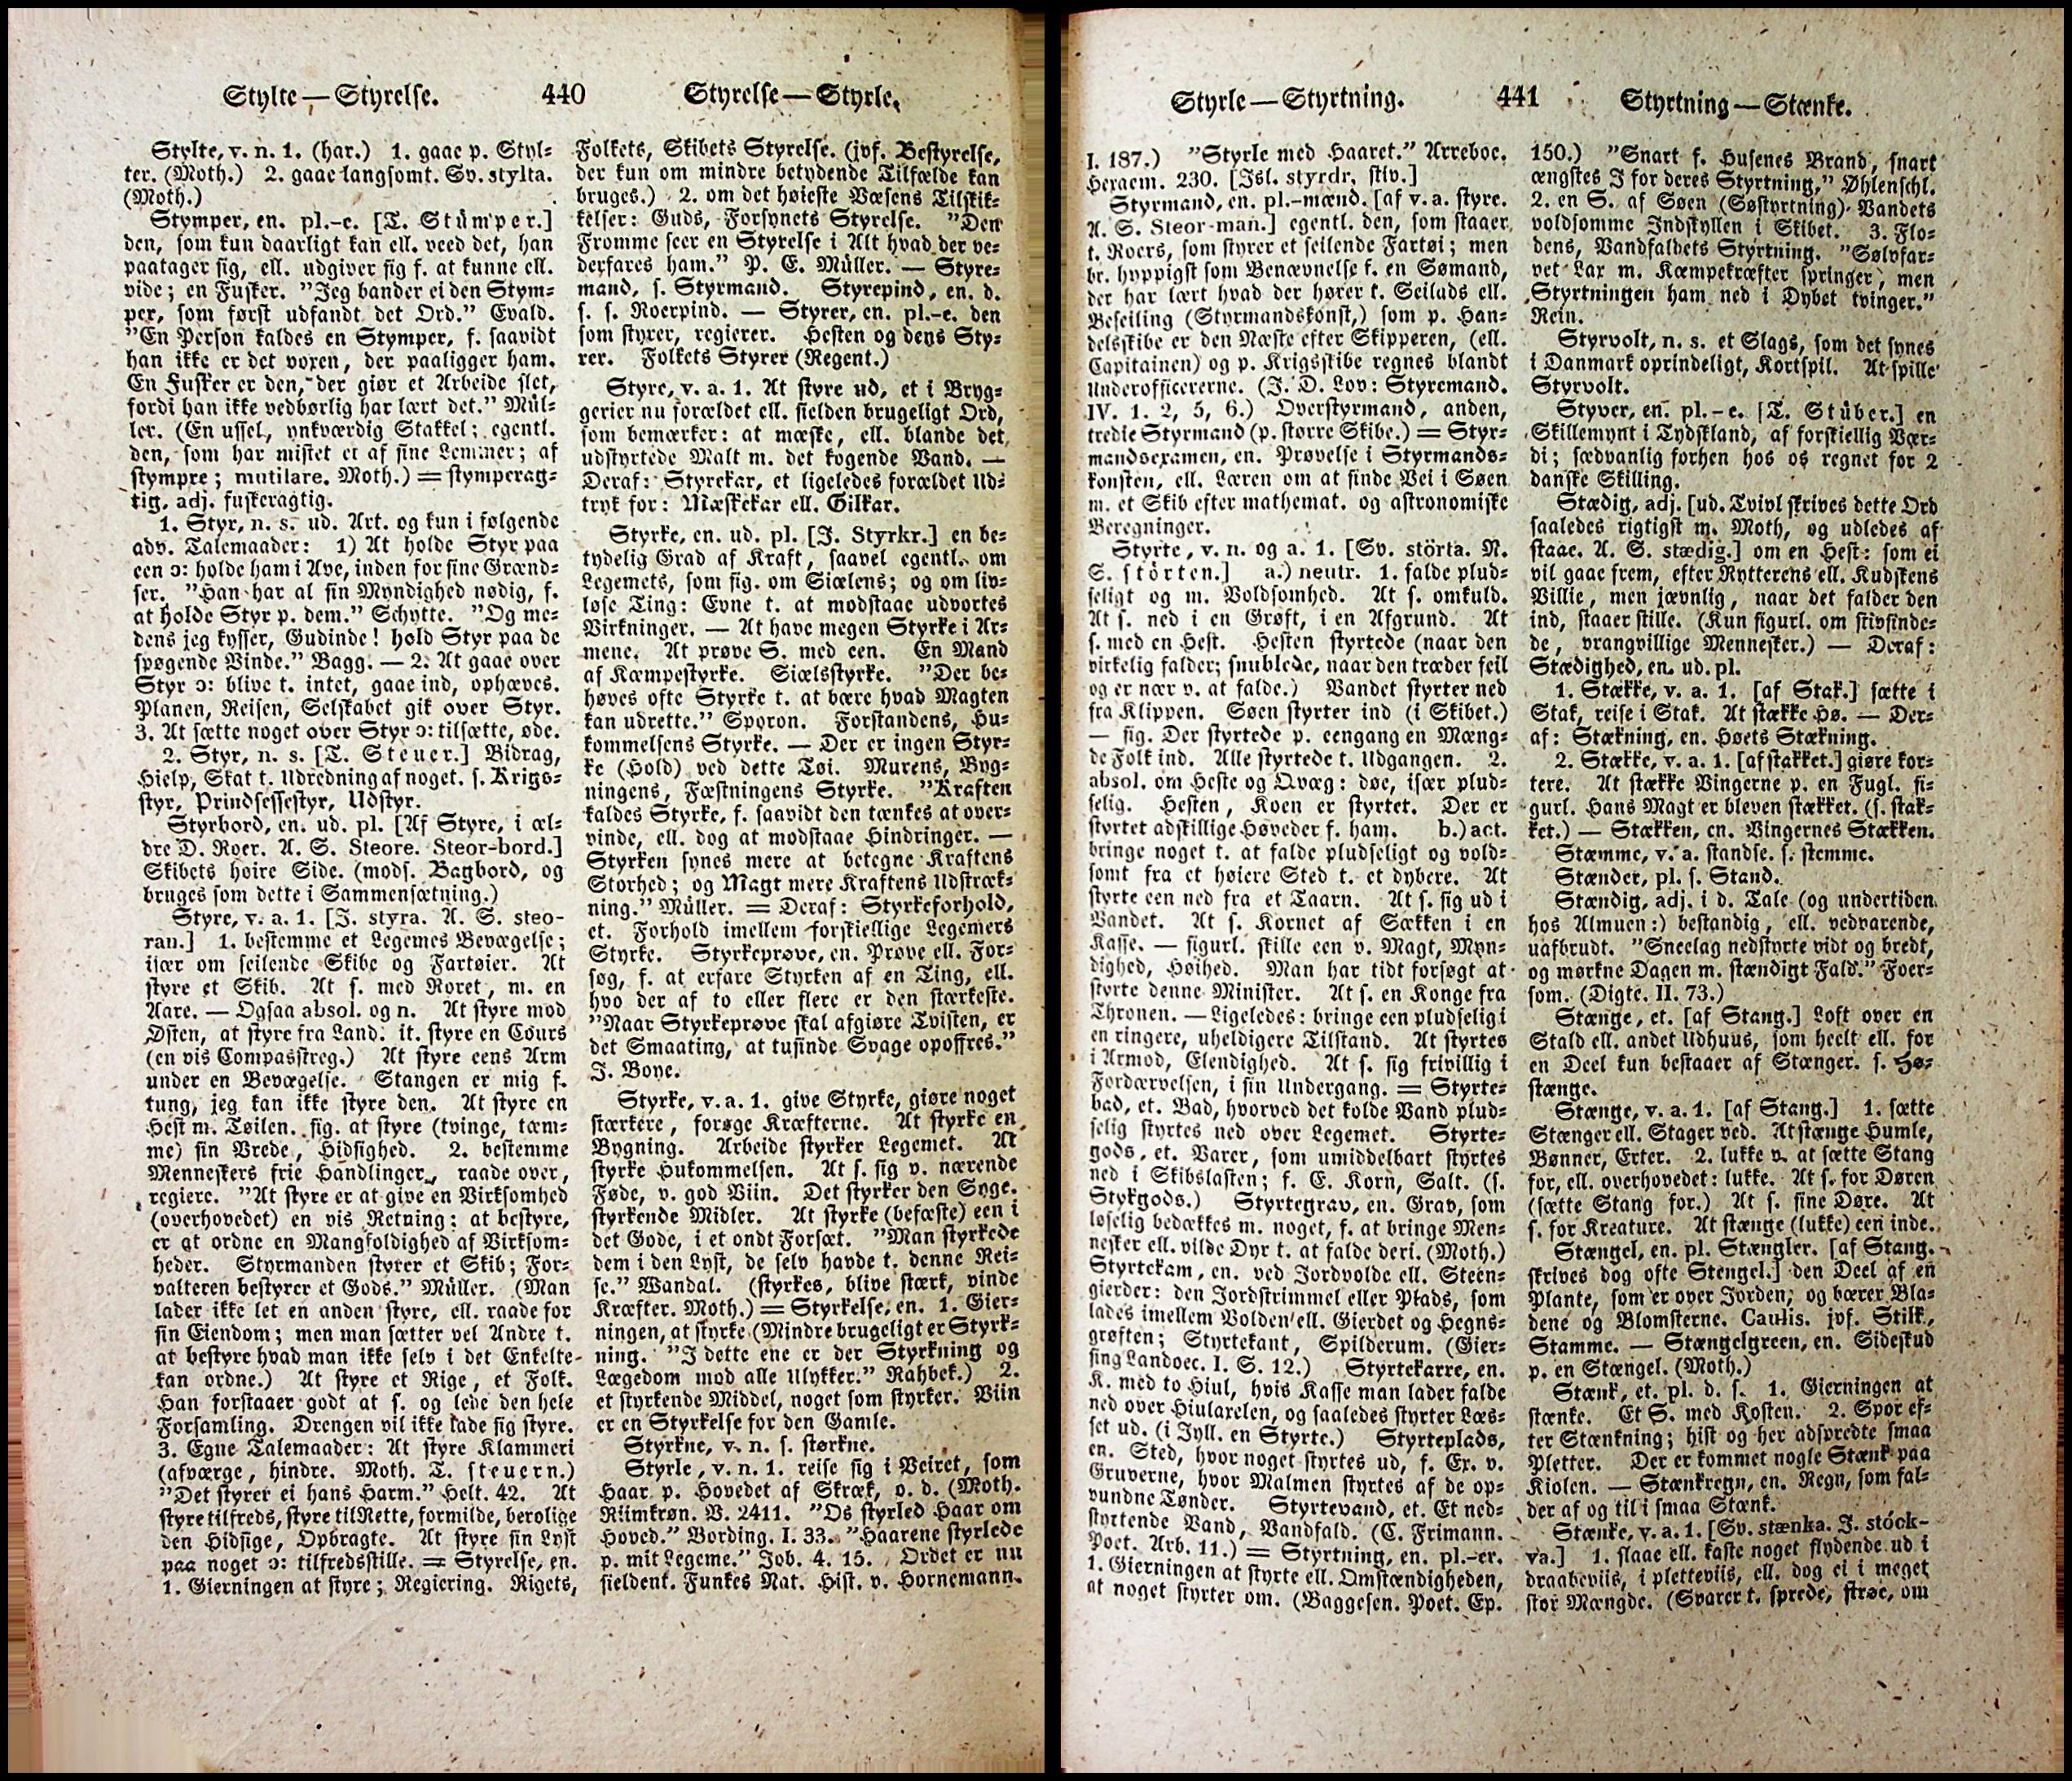 Stylte — Styrelse. 440 Styrelse — Styrle.
Stylte, v. n. 1. (har.) 1. gaae p. Styl-
ter. (Moth.) 2. gaae langsomt. Sv. stylta.
(Moth.)
Stymper, en. pl.-e. [T. Stümper.]
den, som kun daarligt kan ell. veed det, han
paatager sig, ell. udgiver sig f. at kunne ell.
vide; en Fusker. ”Jeg bander ei den Stym-
per, som først udfandt det Ord.” Evald.
”En Person kaldes en Stymper, f. saavidt
han ikke er det voxen, der paaligger ham.
En Fusker er den, der giør et Arbeide slet,
fordi han ikke vedbørlig har lært det.” Mül-
ler. (En ussel, ynkværdig Stakkel; egentl.
den, som har mistet et af sine Lemmer; af
stympre; mutilare. Moth.) = stymperag-
tig, adj. fuskeragtig.
1. Styr, n. s. ud. Art. og kun i følgende
adv. Talemaader: 1) At holde Styr paa
een ɔ: holde ham i Ave, inden for sine Grænd-
ser. ”Han har al sin Myndighed nødig, f.
at holde Styr p. dem.” Schytte. ”Og me-
dens jeg kysser, Gudinde! hold Styr paa de
spøgende Vinde.” Bagg. — 2. At gaae over
Styr ɔ: blive t. intet, gaae ind, ophæves.
Planen, Reisen, Selskabet gik over Styr.
3. At sætte noget over Styr ɔ: tilsætte, øde.
2. Styr, n. s. [T. Steuer.] Bidrag,
Hielp, Skat t. Udredning af noget. s. Krigs-
styr, Prindsessestyr, Udstyr.
Styrbord, en. ud. pl. [Af Styre, i æl-
dre D. Roer. A. S. Steore. Steor-bord.]
Skibets høire Side. (mods. Bagbord, og
bruges som dette i Sammensætning.)
Styre, v. a. 1. [J. styra. A. S. steo-
ran.] 1. bestemme et Legemes Bevægelse;
især om seilende Skibe og Fartøier. At
styre et Skib. At s. med Roret, m. en
Aare. — Ogsaa absol. og n. At styre mod
Østen, at styre fra Land. it. styre en Cours
(en vis Compasstreg.) At styre eens Arm
under en Bevægelse. Stangen er mig f.
tung, jeg kan ikke styre den. At styre en
Hest m. Tøilen. fig. at styre (tvinge, tæm-
me) sin Vrede, Hidsighed. 2. bestemme
Menneskers frie Handlinger, raade over,
regiere. ”At styre er at give en Virksomhed
(overhovedet) en vis Retning; at bestyre,
er at ordne en Mangfoldighed af Virksom-
heder. Styrmanden styrer et Skib; For-
valteren bestyrer et Gods.” Müller. (Man
lader ikke let en anden styre, ell. raade for
sin Eiendom; men man sætter vel Andre t.
at bestyre hvad man ikke selv i det Enkelte
kan ordne.) At styre et Rige, et Folk.
Han forstaaer godt at s. og lede den hele
Forsamling. Drengen vil ikke lade sig styre.
3. Egne Talemaader: At styre Klammeri
(afværge, hindre. Moth. T. steuern.)
”Det styrer ei hans Harm.” Helt. 42. At
styre tilfreds, styre til Rette, formilde, berolige
den Hidsige, Opbragte. At styre sin Lyst
paa noget ɔ: tilfredsstille. = Styrelse, en.
1. Gierningen at styre; Regiering. Rigets,
Folkets, Skibets Styrelse. (jvf. Bestyrelse,
der kun om mindre betydende Tilfælde kan
bruges.) 2. om det høieste Væsens Tilskik-
kelser: Guds, Forsynets Styrelse. ”Den
Fromme seer en Styrelse i Alt hvad der ve-
derfares ham.” P. E. Müller. — Styre-
mand, s. Styrmand. Styrepind, en. d.
s. s. Roerpind. — Styrer, en. pl.-e. den
som styrer, regierer. Hesten og dens Sty-
rer. Folkets Styrer (Regent.)
Styre, v. a. 1. At styre ud, et i Bryg-
gerier nu forældet ell. sielden brugeligt Ord,
som bemærker: at mæske, ell. blande det
udstyrtede Malt m. det kogende Vand. —
Deraf: Styrekar, et ligeledes forældet Ud-
tryk for: Mæskekar ell. Gilkar.
Styrke, en. ud. pl. [J. Styrkr.] en be-
tydelig Grad af Kraft, saavel egentl. om
Legemets, som fig. om Siælens; og om liv-
løse Ting: Evne t. at modstaae udvortes
Virkninger. — At have megen Styrke i Ar-
mene. At prøve S. med een. En Mand
af Kæmpestyrke. Siælsstyrke. ”Der be-
høves ofte Styrke t. at bære hvad Magten
kan udrette.” Sporon. Forstandens, Hu-
kommelsens Styrke. — Der er ingen Styr-
ke (Hold) ved dette Tøi. Murens, Byg-
ningens, Fæstningens Styrke. ”Kraften
kaldes Styrke, f. saavidt den tænkes at over-
vinde, ell. dog at modstaae Hindringer. —
Styrken synes mere at betegne Kraftens
Storhed; og Magt mere Kraftens Udstræk-
ning.” Müller. = Deraf: Styrkeforhold,
et. Forhold imellem forskiellige Legemers
Styrke. Styrkeprøve, en. Prøve ell. For-
søg, f. at erfare Styrken af en Ting, ell.
hvo der af to eller flere er den stærkeste.
”Naar Styrkeprøve skal afgiøre Tvisten, er
det Smaating, at tusinde Svage opoffres.”
J. Boye.
Styrke, v. a. 1. give Styrke, giøre noget
stærkere, forøge Kræfterne. At styrke en
Bygning. Arbeide styrker Legemet. At
styrke Hukommelsen. At s. sig v. nærende
Føde, v. god Viin. Det styrker den Syge.
styrkende Midler. At styrke (befæste) een i
det Gode, i et ondt Forsæt. ”Man styrkede
dem i den Lyst, de selv havde t. denne Rei-
se.” Wandal. (styrkes, blive stærk, vinde
Kræfter. Moth.) = Styrkelse, en. 1. Gier-
ningen, at styrke (Mindre brugeligt er Styrk-
ning. ”I dette ene er der Styrkning og
Lægedom mod alle Ulykker.” Rahbek.) 2.
et styrkende Middel, noget som styrker. Viin
er en Styrkelse for den Gamle.
Styrkne, v. n. s. størkne.
Styrle, v. n. 1. reise sig i Veiret, som
Haar p. Hovedet af Skræk, o. d. (Moth.
Riimkrøn. V. 2411. ”Os styrled Haar om
Hoved.” Bording. I. 33. ”Haarene styrlede
p. mit Legeme.” Job. 4. 15. Ordet er nu
sieldent. Funkes Nat. Hist. v. Hornemann.
Styrle — Styrtning. 441 Styrtning — Stænke.
I. 187.) ”Styrle med Haaret.” Arreboe.
Hexaem. 230. [Isl. styrdr, stiv.]
Styrmand, en. pl.-mænd. [af v. a. styre.
A. S. Steor-man.] egentl. den, som staaer
t. Roers, som styrer et seilende Fartøi; men
br. hyppigst som Benævnelse f. en Sømand,
der har lært hvad der hører t. Seilads ell.
Beseiling (Styrmandskonst,) som p. Han-
delsskibe er den Næste efter Skipperen, (ell.
Capitainen) og p. Krigsskibe regnes blandt
Underofficererne. (J. D. Lov: Styremand.
IV. 1. 2, 5, 6.) Overstyrmand, anden,
tredie Styrmand (p. større Skibe.) = Styr-
mandsexamen, en. Prøvelse i Styrmands-
konsten, ell. Læren om at finde Vei i Søen
m. et Skib efter mathemat. og astronomiske
Beregninger.
Styrte, v. n. og a. 1. [Sv. störta. N.
S. störten.] a.) neutr. 1. falde plud-
seligt og m. Voldsomhed. At s. omkuld.
At s. ned i en Grøft, i en Afgrund. At
s. med en Hest. Hesten styrtede (naar den
virkelig falder; snublede, naar den træder feil
og er nær v. at falde.) Vandet styrter ned
fra Klippen. Søen styrter ind (i Skibet.)
— fig. Der styrtede p. eengang en Mæng-
de Folk ind. Alle styrtede t. Udgangen. 2.
absol. om Heste og Qvæg: døe, især plud-
selig. Hesten, Koen er styrtet. Der er
styrtet adskillige Høveder f. ham. b.) act.
bringe noget t. at falde pludseligt og vold-
somt fra et høiere Sted t. et dybere. At
styrte een ned fra et Taarn. At s. sig ud i
Vandet. At s. Kornet af Sækken i en
Kasse. — figurl. skille een v. Magt, Myn-
dighed, Høihed. Man har tidt forsøgt at
styrte denne Minister. At s. en Konge fra
Thronen. — Ligeledes: bringe een pludselig i
en ringere, uheldigere Tilstand. At styrtes
i Armod, Elendighed. At s. sig frivillig i
Fordærvelsen, i sin Undergang. = Styrte-
bad, et. Bad, hvorved det kolde Vand plud-
selig styrtes ned over Legemet. Styrte-
gods, et. Varer, som umiddelbart styrtes
ned i Skibslasten; f. E. Korn, Salt. (s.
Stykgods.) Styrtegrav, en. Grav, som
løselig bedækkes m. noget, f. at bringe Men-
nesker ell. vilde Dyr t. at falde deri. (Moth.)
Styrtekam, en. ved Jordvolde ell. Steen-
gierder: den Jordstrimmel eller Plads, som
lades imellem Volden ell. Gierdet og Hegns-
grøften; Styrtekant, Spilderum. (Gier-
sing Landoec. I. S. 12.) Styrtekarre, en.
K. med to Hiul, hvis Kasse man lader falde
ned over Hiulaxelen, og saaledes styrter Læs-
set ud. (i Jyll. en Styrte.) Styrteplads,
en. Sted, hvor noget styrtes ud, f. Ex. v.
Gruverne, hvor Malmen styrtes af de op-
vundne Tønder. Styrtevand, et. Et ned-
styrtende Vand, Vandfald. (C. Frimann.
Poet. Arb. 11.) = Styrtning, en. pl.-er.
1. Gierningen at styrte ell. Omstændigheden,
at noget styrter om. (Baggesen. Poet. Ep.
150.) ”Snart f. Husenes Brand, snart
ængstes I for deres Styrtning.” Øhlenschl.
2. en S. af Søen (Søstyrtning). Vandets
voldsomme Indskyllen i Skibet. 3. Flo-
dens, Vandfaldets Styrtning. ”Sølvfar-
vet Lax m. Kæmpekræfter springer, men
Styrtningen ham ned i Dybet tvinger.”
Rein.
Styrvolt, n. s. et Slags, som det synes
i Danmark oprindeligt, Kortspil. At spille
Styrvolt.
Styver, en. pl.-e. [T. Stüber.] en
Skillemynt i Tydskland, af forskiellig Vær-
di; sædvanlig forhen hos os regnet for 2
danske Skilling.
Stædig, adj. [ud. Tvivl skrives dette Ord
saaledes rigtigst m. Moth, og udledes af
staae. A. S. stædig.] om en Hest: som ei
vil gaae frem, efter Rytterens ell. Kudskens
Villie, men jævnlig, naar det falder den
ind, staaer stille. (Kun figurl. om stivsinde-
de, vrangvillige Mennesker.) — Deraf:
Stædighed, en. ud. pl.
1. Stække, v. a. 1. [af Stak.] sætte i
Stak, reise i Stak. At stække Hø. — Der-
af: Stækning, en. Høets Stækning.
2. Stække, v. a. 1. [af stakket.] giøre kor-
tere. At stække Vingerne p. en Fugl. fi-
gurl. Hans Magt er bleven stækket. (s. stak-
ket.) — Stækken, en. Vingernes Stækken.
Stæmme, v. a. standse. s. stemme.
Stænder, pl. s. Stand.
Stændig, adj. i d. Tale (og undertiden
hos Almuen:) bestandig, ell. vedvarende,
uafbrudt. ”Sneelag nedstyrte vidt og bredt,
og mørkne Dagen m. stændigt Fald.” Foer-
som. (Digte. II. 73.)
Stænge, et. [af Stang.] Loft over en
Stald ell. andet Udhuus, som heelt ell. for
en Deel kun bestaaer af Stænger. s. Hø-
stænge.
Stænge, v. a. 1. [af Stang.] 1. sætte
Stænger ell. Stager ved. At stænge Humle,
Bønner, Erter. 2. lukke v. at sætte Stang
for, ell. overhovedet: lukke. At s. for Døren
(sætte Stang for.) At s. sine Døre. At
s. for Kreature. At stænge (lukke) een inde.
Stængel, en. pl. Stængler. [af Stang.
skrives dog ofte Stengel.] den Deel af en
Plante, som er over Jorden, og bærer Bla-
dene og Blomsterne. Caulis. jvf. Stilk,
Stamme. — Stængelgreen, en. Sideskud
p. en Stængel. (Moth.)
Stænk, et. pl. d. s. 1. Gierningen at
stænke. Et S. med Kosten. 2. Spor ef-
ter Stænkning; hist og her adspredte smaa
Pletter. Der er kommet nogle Stænk paa
Kiolen. — Stænkregn, en. Regn, som fal-
der af og til i smaa Stænk.
Stænke, v. a. 1. [Sv. stænka. J. stöck-
va.] 1. slaae ell. kaste noget flydende ud i
draabeviis, i pletteviis, ell. dog ei i meget
stor Mængde. (Svarer t. sprede, strøe, om